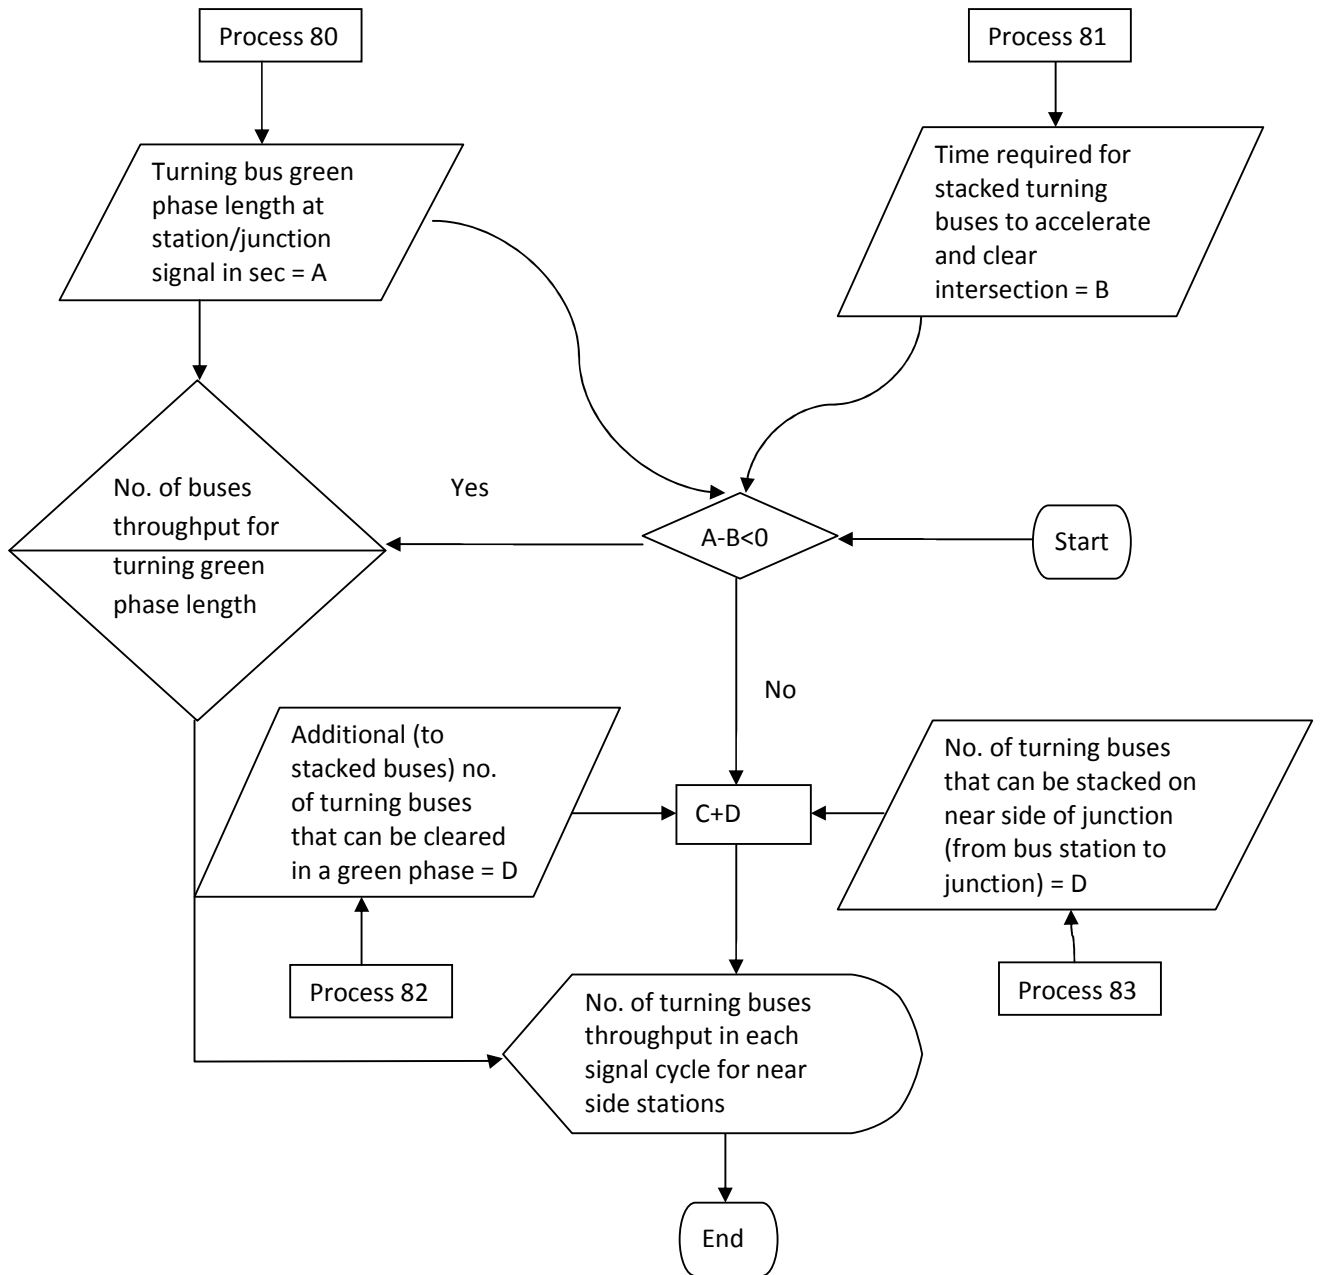 Process 80
Process 81
Turning bus green
phase length at
station/junction
signal in sec = A
Time required for
stacked turning
buses to accelerate
and clear
intersection = B
No. of buses
throughput for
turning green
phase length
Yes
A-B<0
Start
No
Additional (to
stacked buses) no.
of turning buses
that can be cleared
in a green phase = D
C+D
No. of turning buses
that can be stacked on
near side of junction
(from bus station to
junction) = D
Process 82
Process 83
No. of turning buses
throughput in each
signal cycle for near
side stations
End